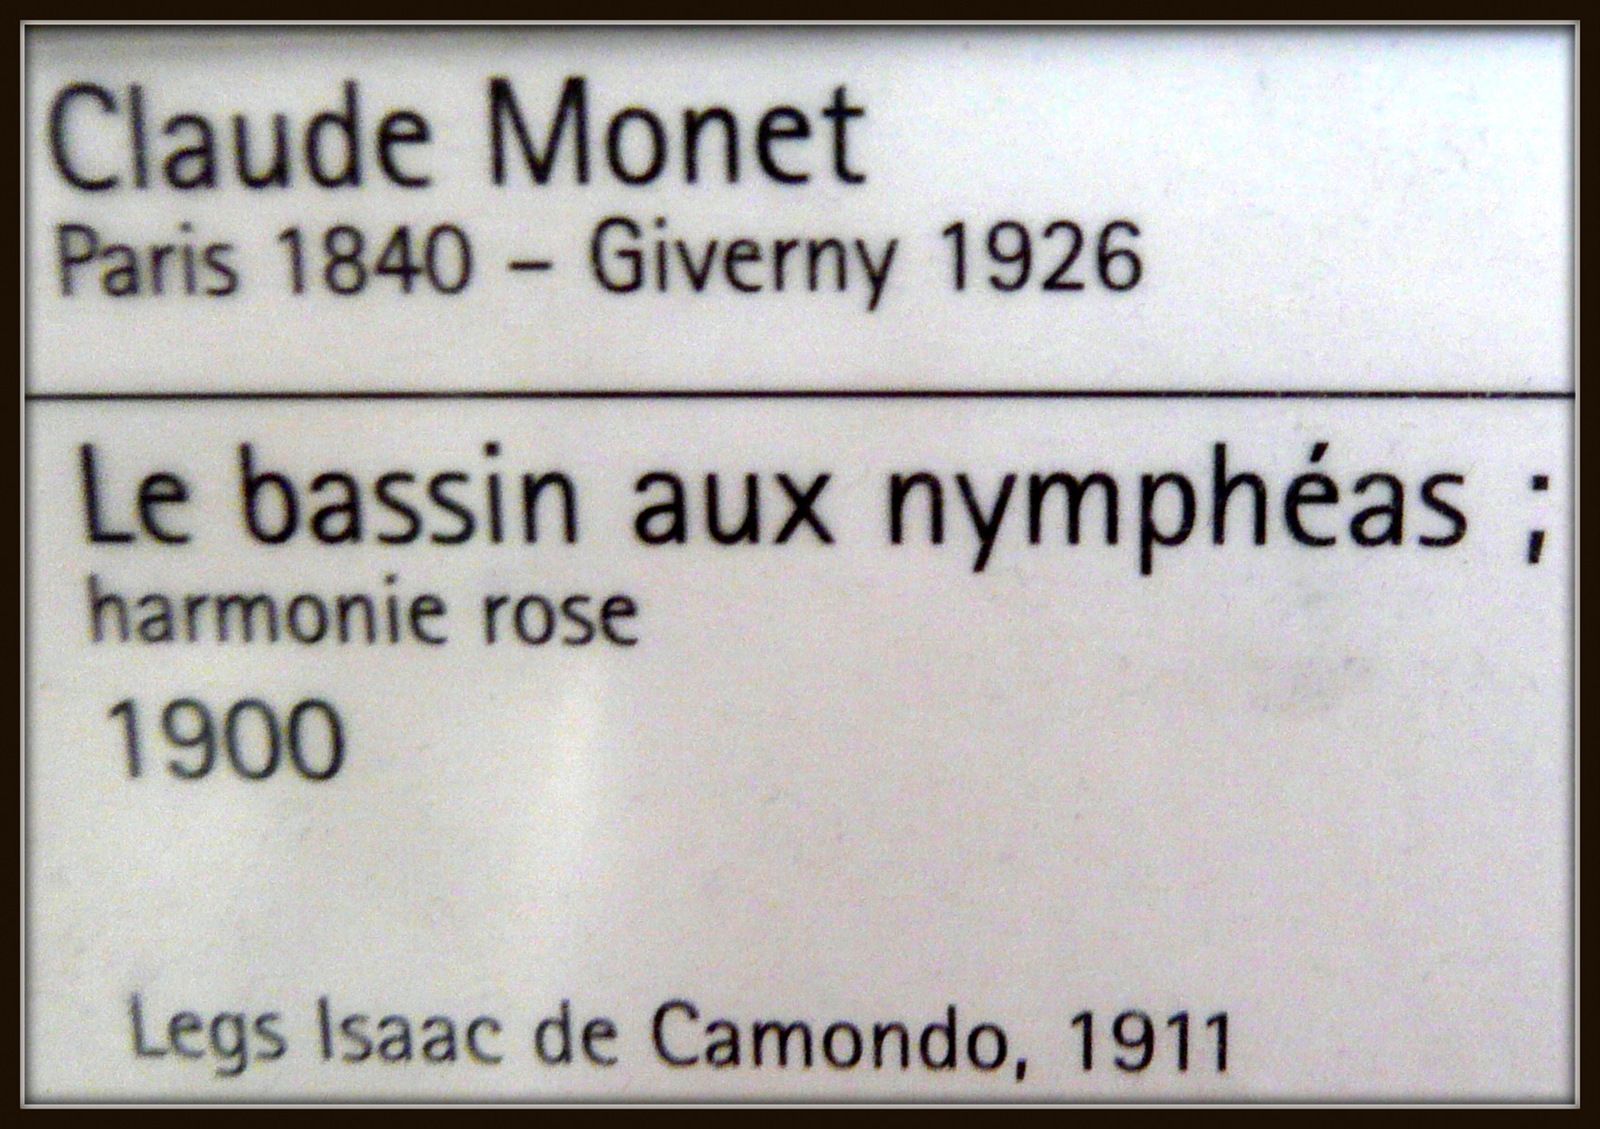 Claude Monet
Paris 1840 – Giverny 1926
Le bassin aux nymphéas ;
harmonie rose
1900
Legs Isaac de Camondo, 1911